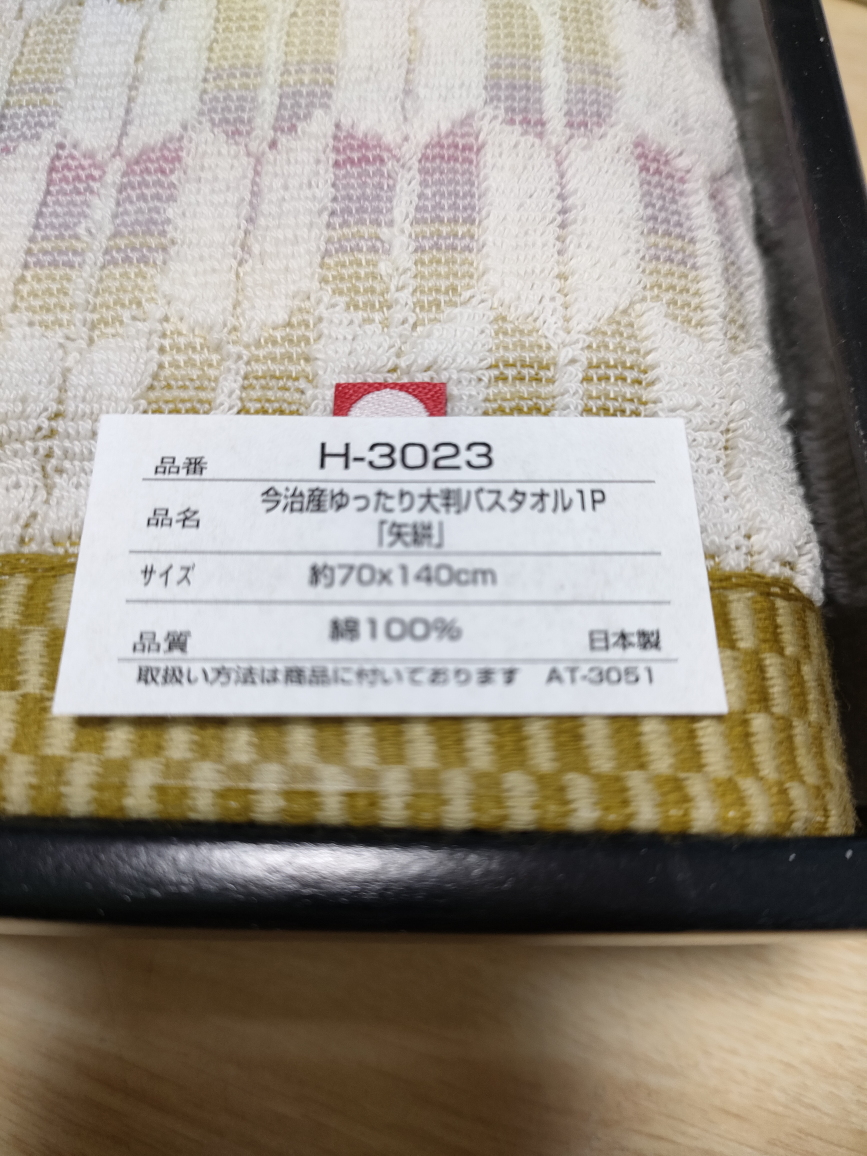 品番 H-3023
品名 今治産ゆったり大判バスタオル1P
「矢絣」
サイズ 約70x140cm
品質 綿100% 日本製
取扱い方法は商品に付いております AT-3051